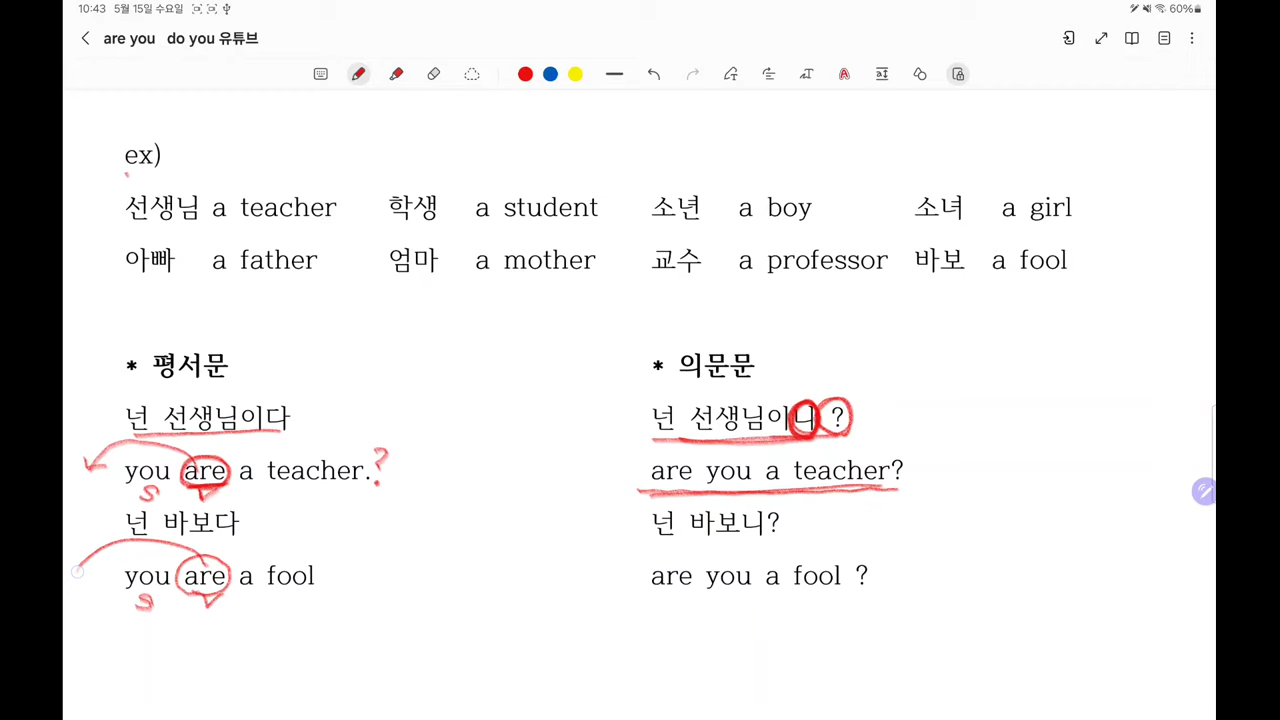 10:43 5월 15일 수요일 60%
are you do you 유튜브
ex)
선생님 a teacher 학생 a student 소년 a boy 소녀 a girl
아빠 a father 엄마 a mother 교수 a professor 바보 a fool
* 평서문 * 의문문
넌 선생님이다 넌 선생님이니 ?
you are a teacher.? are you a teacher?
s v
넌 바보다 넌 바보니?
you are a fool are you a fool ?
s v